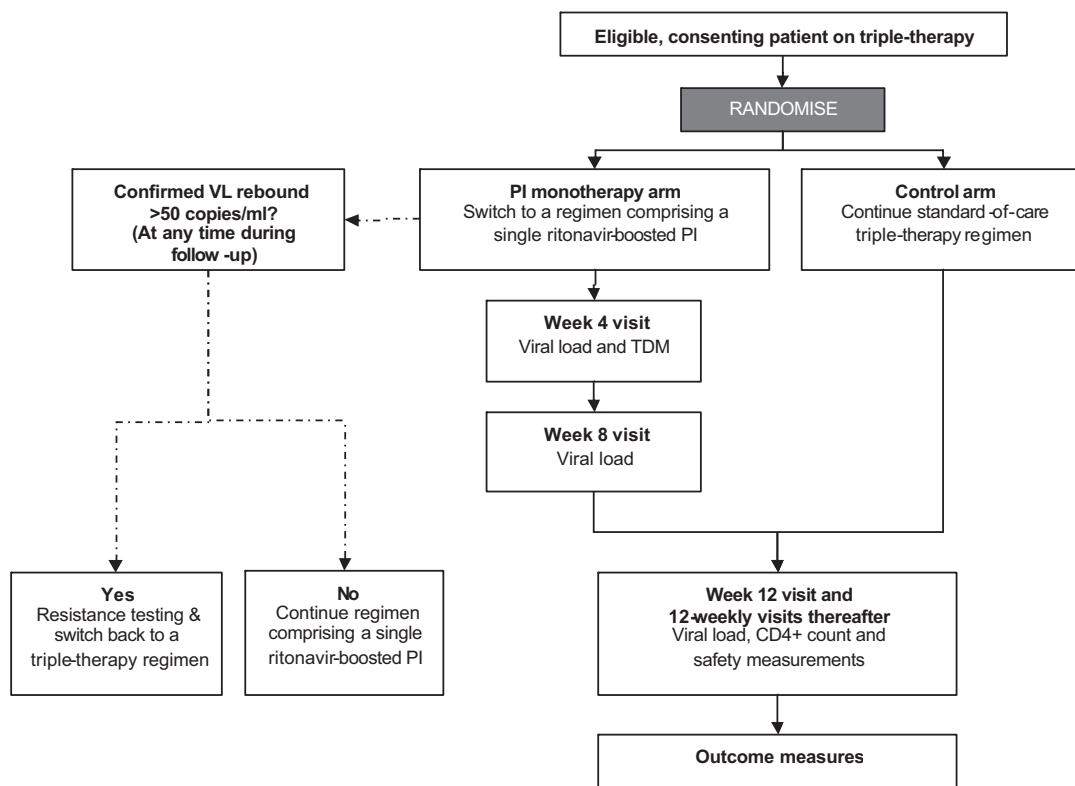 Eligible, consenting patient on triple-therapy
RANDOMISE
Confirmed VL rebound
>50 copies/ml?
(At any time during
follow -up)
PI monotherapy arm
Switch to a regimen comprising a
single ritonavir-boosted PI
Control arm
Continue standard -of-care
triple-therapy regimen
Week 4 visit
Viral load and TDM
Week 8 visit
Viral load
Yes
Resistance testing &
switch back to a
triple-therapy regimen
No
Continue regimen
comprising a single
ritonavir-boosted PI
Week 12 visit and
12-weekly visits thereafter
Viral load, CD4+ count and
safety measurements
Outcome measures